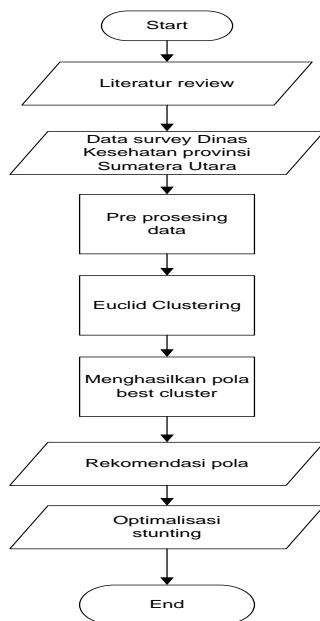 Start
Literatur review
Data survey Dinas
Kesehatan provinsi
Sumatera Utara
Pre prosesing
data
Euclid Clustering
Menghasilkan pola
best cluster
Rekomendasi pola
Optimalisasi
stunting
End